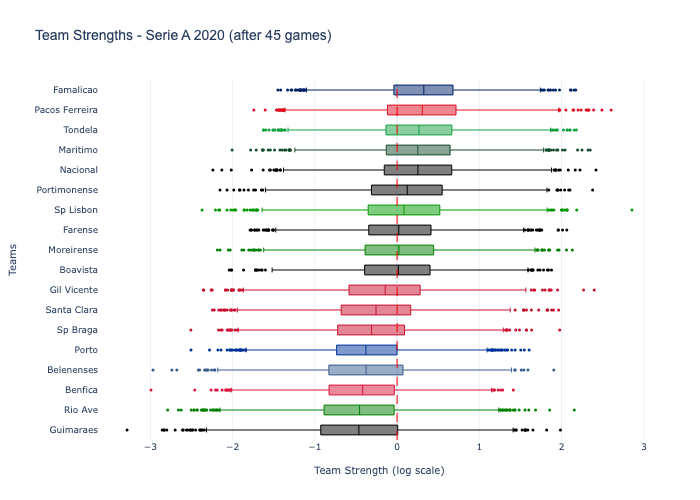 Team Strengths - Serie A 2020 (after 45 games)
Famalicao
Pacos Ferreira
Tondela
Maritimo
Nacional
Portimonense
Sp Lisbon
Farense
Moreirense
Boavista
Gil Vicente
Santa Clara
Sp Braga
Porto
Belenenses
Benfica
Rio Ave
Guimaraes
Teams
−3 −2 −1 0 1 2 3
Team Strength (log scale)